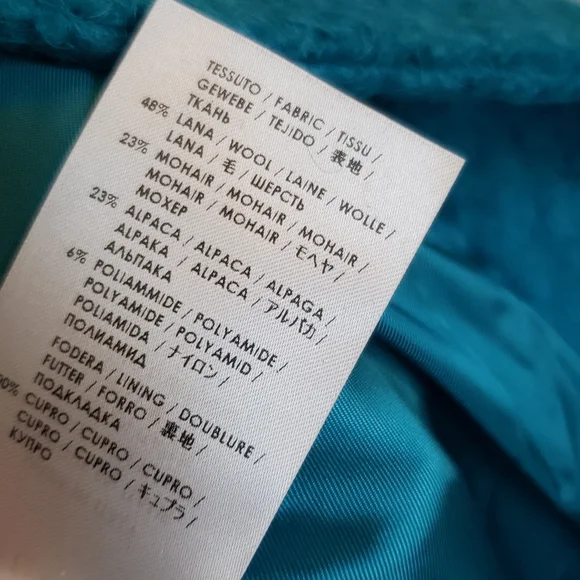 TESSUTO / FABRIC / TISSU /
GEWEBE / TEJIDO / 表地 /
ТКАНЬ
48% LANA / WOOL / LAINE / WOLLE /
LANA / 毛 / ШЕРСТЬ
23% MOHAIR / MOHAIR / MOHAIR /
MOHAIR / MOHAIR / モヘヤ /
МОХЕР
23% ALPACA / ALPACA / ALPAGA /
ALPAKA / ALPACA / アルパカ /
АЛЬПАКА
6% POLIAMMIDE / POLYAMIDE /
POLYAMIDE / POLYAMID /
POLIAMIDA / ナイロン /
ПОЛИАМИД
FODERA / LINING / DOUBLURE /
FUTTER / FORRO / 裏地 /
ПОДКЛАДКА
00% CUPRO / CUPRO / CUPRO /
CUPRO / CUPRO / キュプラ /
КУПРО